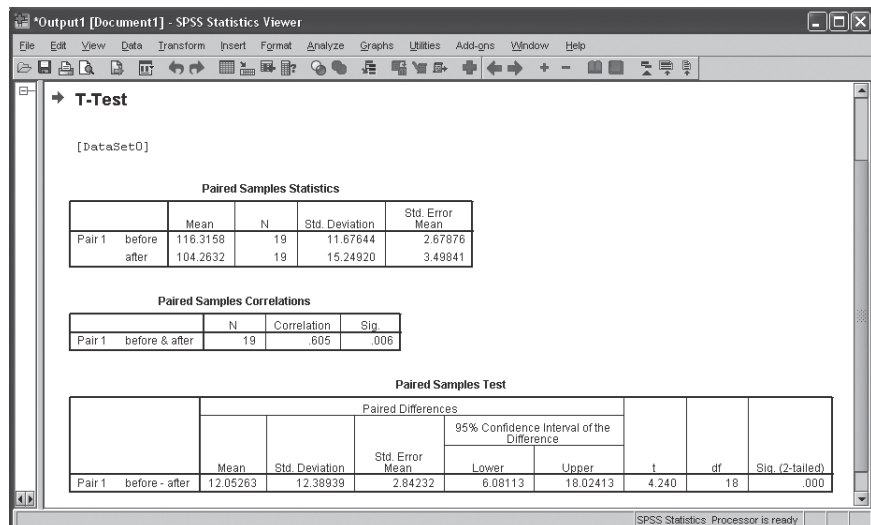 *Output1 [Document1] - SPSS Statistics Viewer
File Edit View Data Transform Insert Format Analyze Graphs Utilities Add-ons Window Help
T-Test
[DataSet0]
Paired Samples Statistics
Mean N Std. Deviation Std. Error Mean
Pair 1 before 116.3158 19 11.67644 2.67876
after 104.2632 19 15.24920 3.49841
Paired Samples Correlations
N Correlation Sig.
Pair 1 before & after 19 .605 .006
Paired Samples Test
Paired Differences
95% Confidence Interval of the Difference
Mean Std. Deviation Std. Error Mean Lower Upper t df Sig. (2-tailed)
Pair 1 before - after 12.05263 12.38939 2.84232 6.08113 18.02413 4.240 18 .000
SPSS Statistics Processor is ready